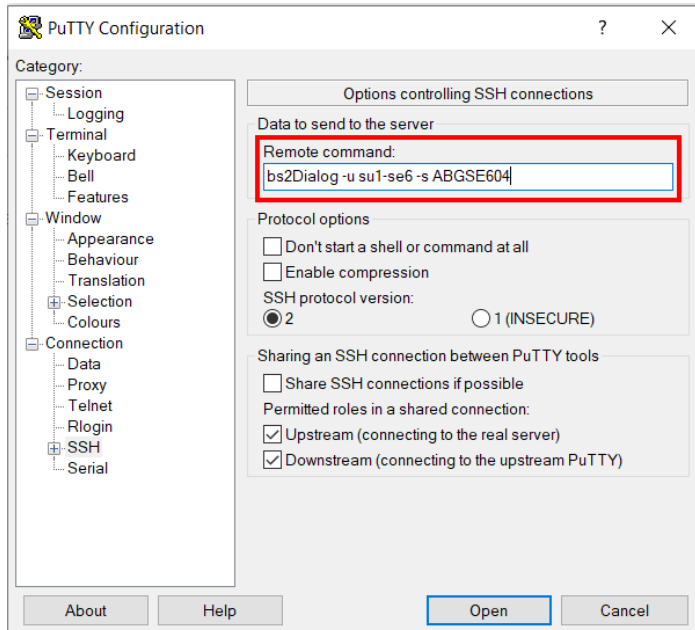 PuTTY Configuration ? ×
Category:
Session
Logging
Terminal
Keyboard
Bell
Features
Window
Appearance
Behaviour
Translation
Selection
Colours
Connection
Data
Proxy
Telnet
Rlogin
SSH
Serial
Options controlling SSH connections
Data to send to the server
Remote command:
bs2Dialog -u su1-se6 -s ABGSE604
Protocol options
Don't start a shell or command at all
Enable compression
SSH protocol version:
2 1 (INSECURE)
Sharing an SSH connection between PuTTY tools
Share SSH connections if possible
Permitted roles in a shared connection:
Upstream (connecting to the real server)
Downstream (connecting to the upstream PuTTY)
About Help Open Cancel